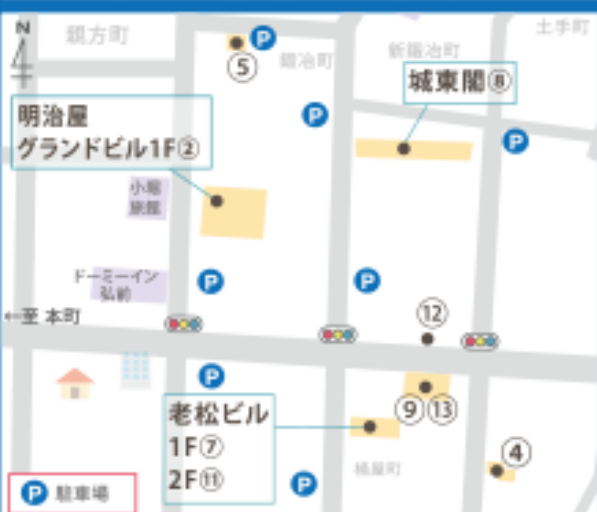 N
親方町
土手町
P
⑤
鍛冶町
新鍛冶町
城東閣⑧
明治屋
グランドビル1F②
P
P
小堀
旅館
ドーミーイン
弘前
P
P
←至 本町
⑫
P
老松ビル
1F⑦
2F⑪
⑨⑬
桶屋町
④
P
P 駐車場